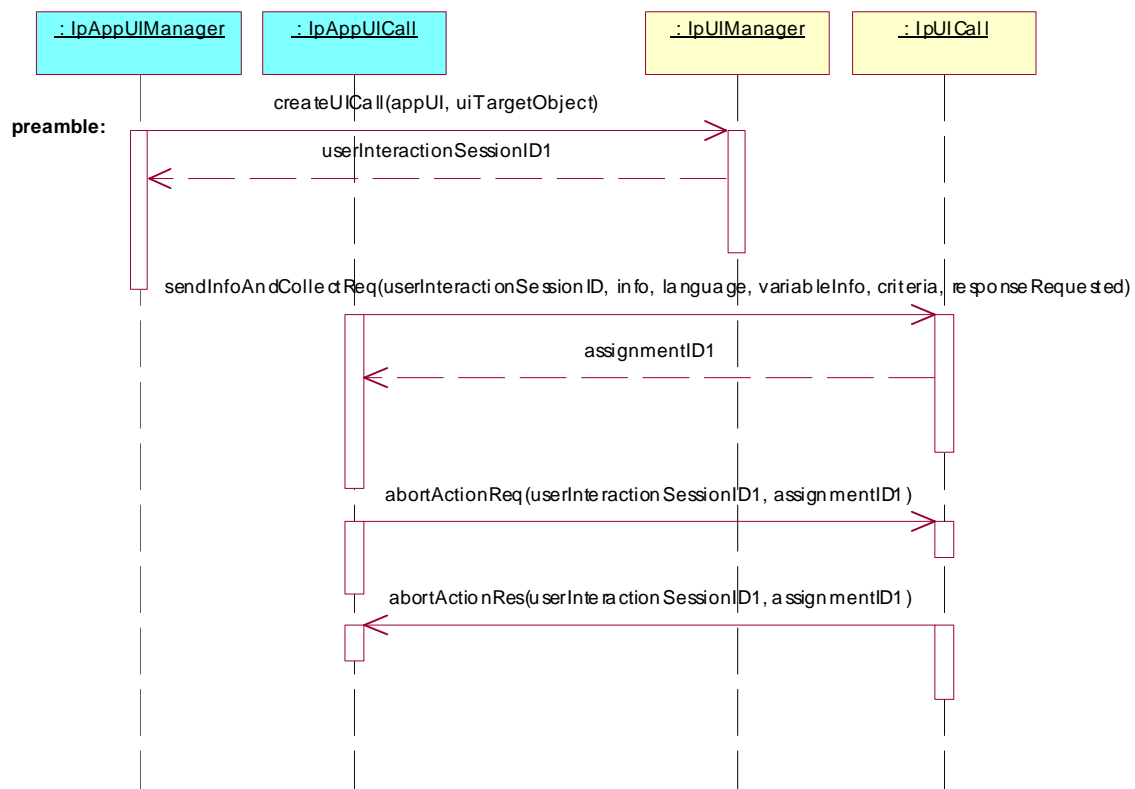 : IpAppUIManager
: IpAppUICall
: IpUIManager
: IpUICall
createUICall(appUI, uiTargetObject)
preamble:
userInteractionSessionID1
sendInfoAndCollectReq(userInteractionSessionID, info, language, variableInfo, criteria, responseRequested)
assignmentID1
abortActionReq(userInteractionSessionID1, assignmentID1)
abortActionRes(userInteractionSessionID1, assignmentID1)